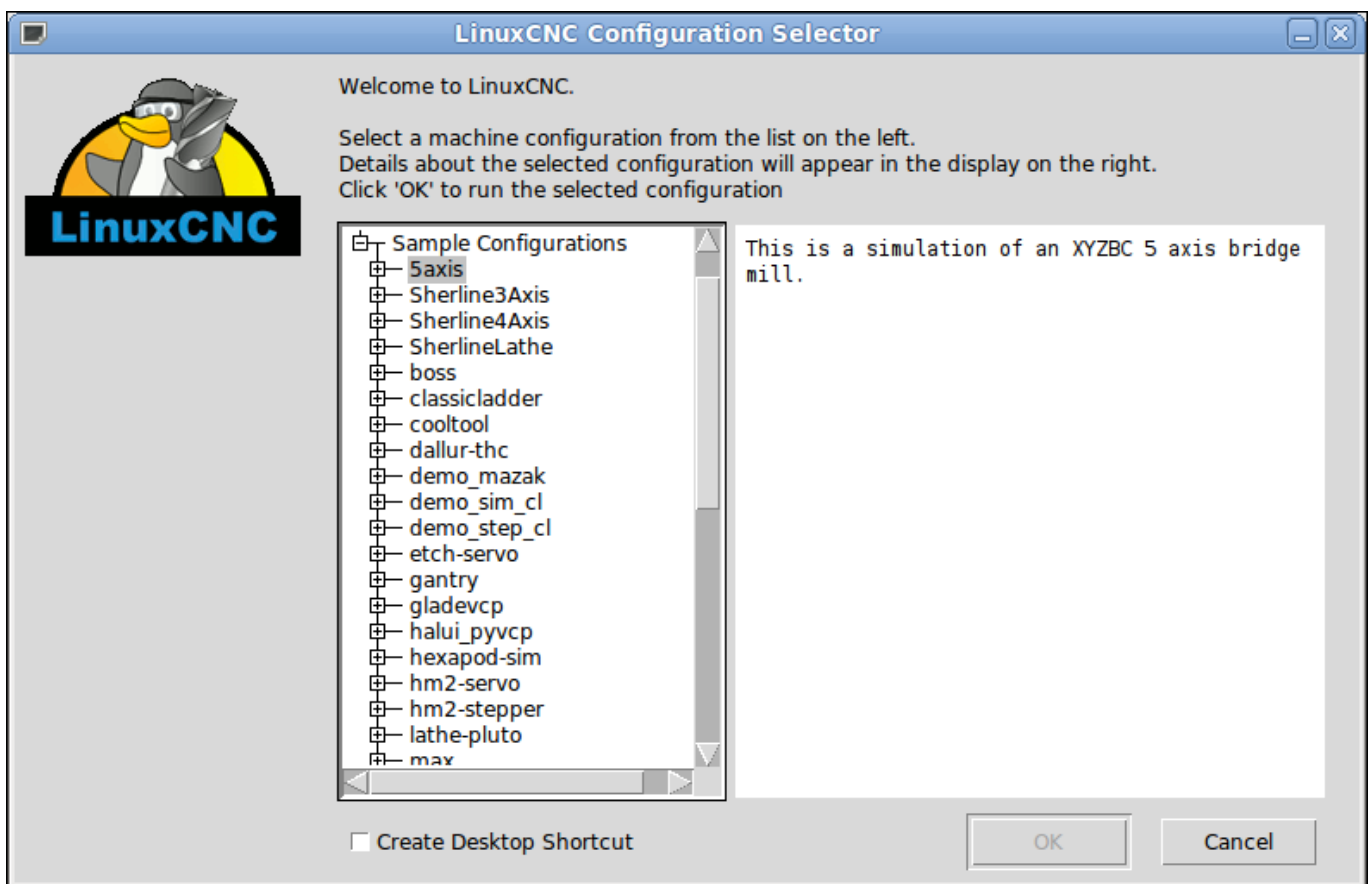 LinuxCNC Configuration Selector
LinuxCNC
Welcome to LinuxCNC.
Select a machine configuration from the list on the left.
Details about the selected configuration will appear in the display on the right.
Click 'OK' to run the selected configuration
Sample Configurations
5axis
Sherline3Axis
Sherline4Axis
SherlineLathe
boss
classicladder
cooltool
dallur-thc
demo_mazak
demo_sim_cl
demo_step_cl
etch-servo
gantry
gladevcp
halui_pyvcp
hexapod-sim
hm2-servo
hm2-stepper
lathe-pluto
max
This is a simulation of an XYZBC 5 axis bridge
mill.
Create Desktop Shortcut
OK
Cancel